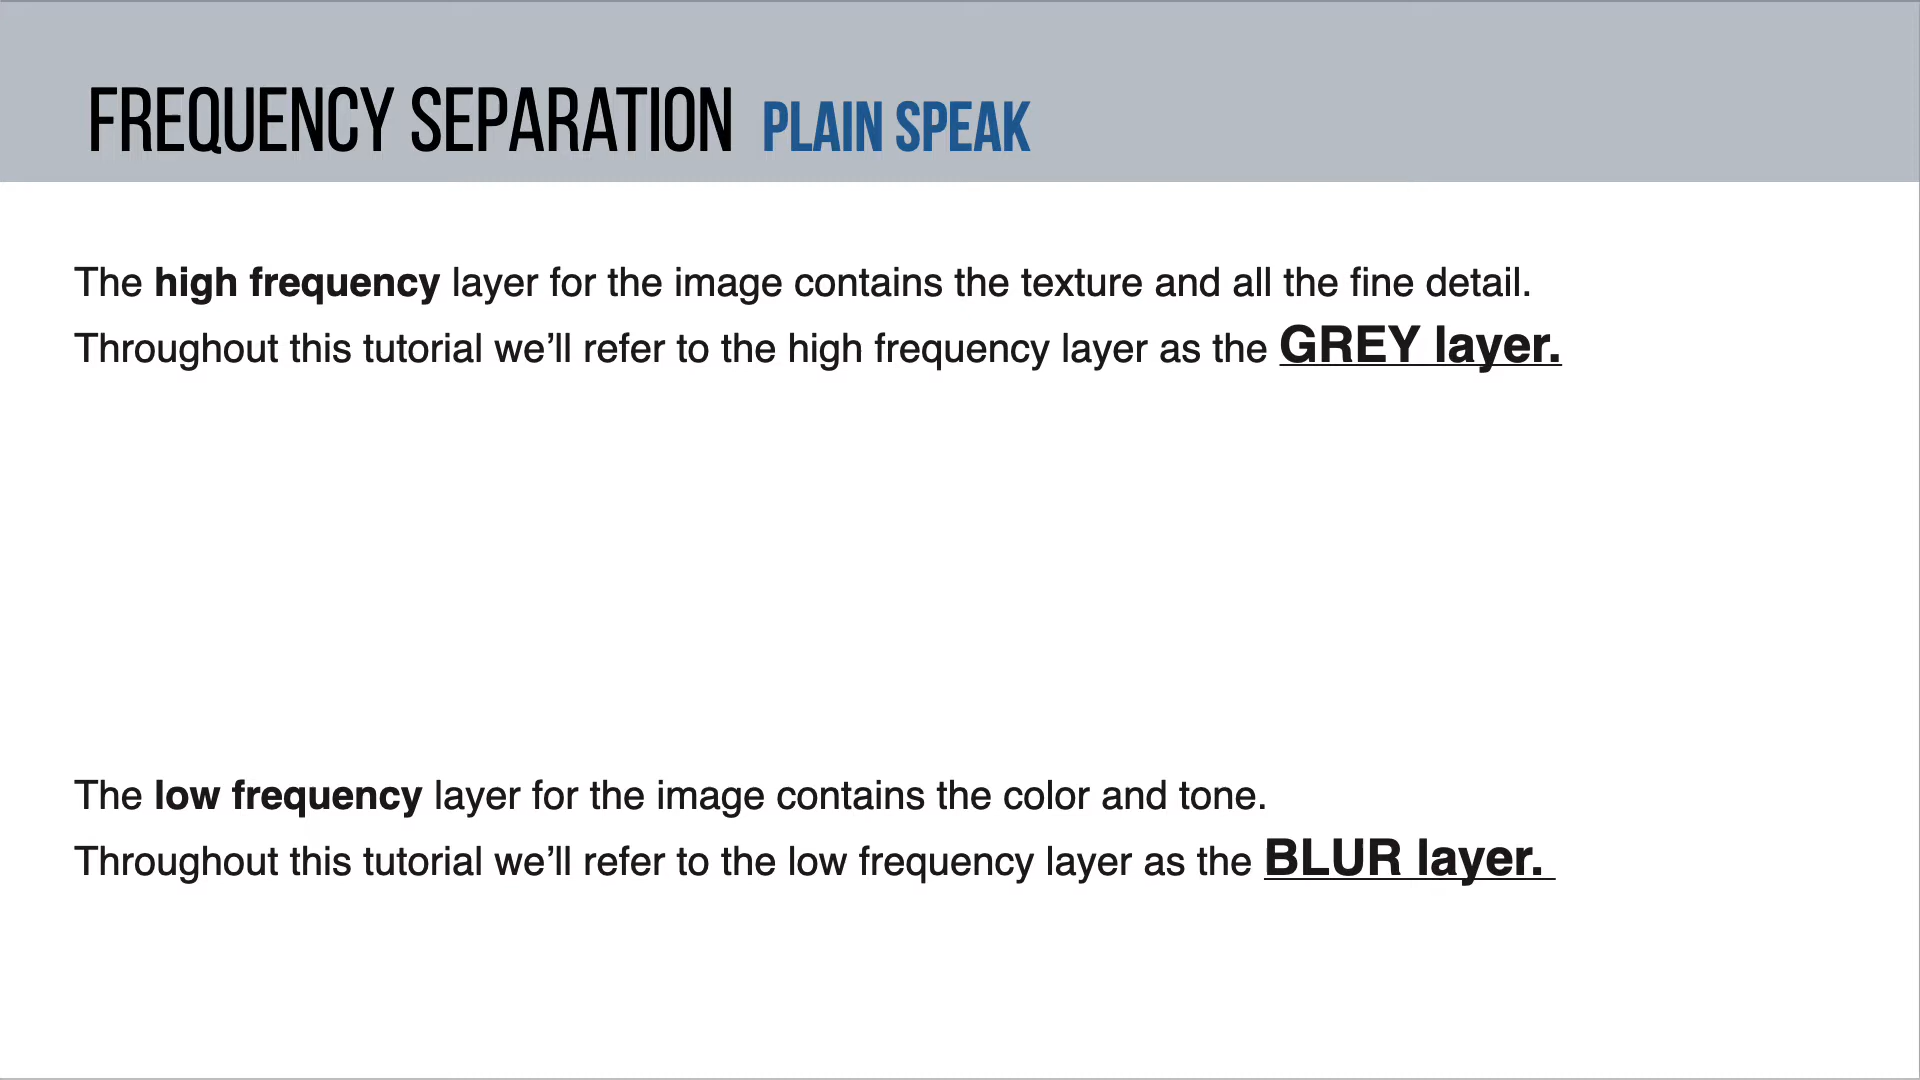 FREQUENCY SEPARATION PLAIN SPEAK
The high frequency layer for the image contains the texture and all the fine detail.
Throughout this tutorial we’ll refer to the high frequency layer as the GREY layer.
The low frequency layer for the image contains the color and tone.
Throughout this tutorial we’ll refer to the low frequency layer as the BLUR layer.